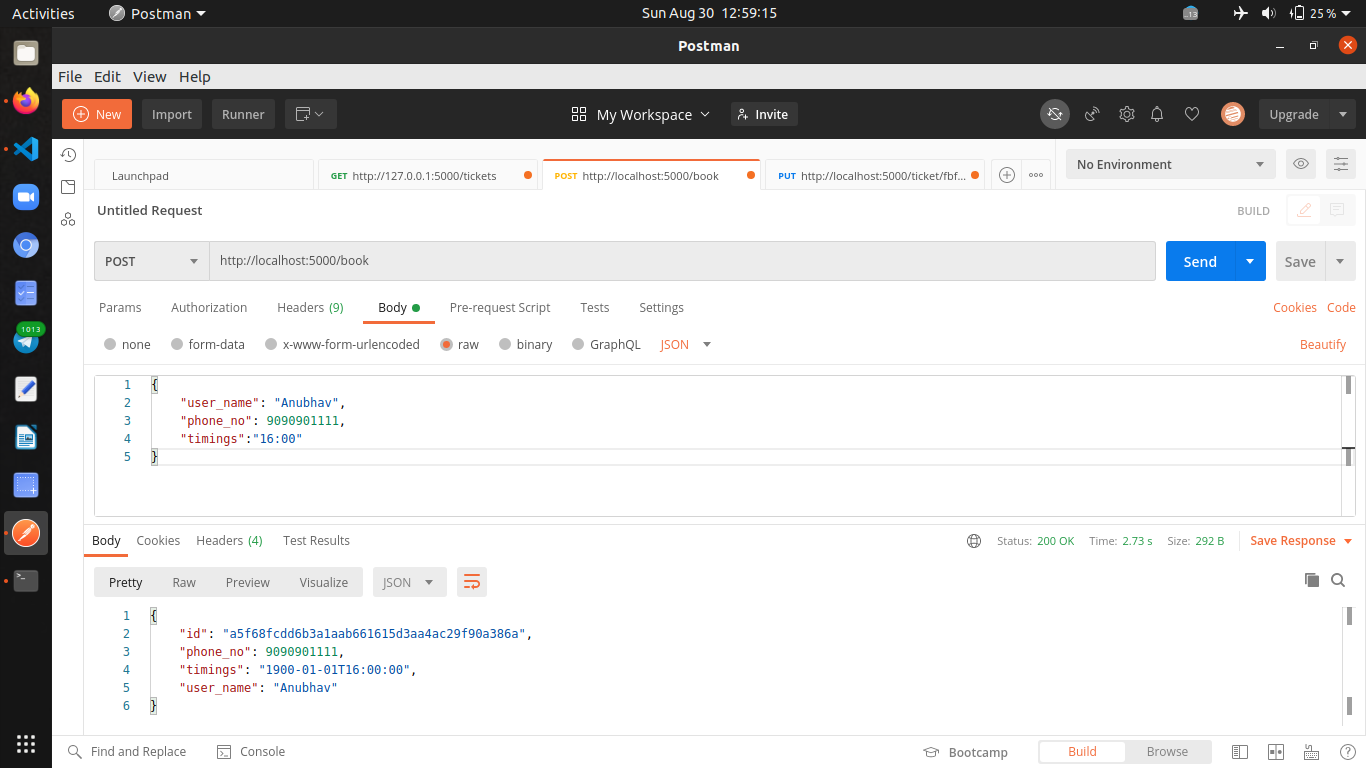 Activities Postman Sun Aug 30 12:59:15 25%
Postman
File Edit View Help
New Import Runner My Workspace Invite Upgrade
Launchpad GET http://127.0.0.1:5000/tickets POST http://localhost:5000/book PUT http://localhost:5000/ticket/fbf... No Environment
Untitled Request BUILD
POST http://localhost:5000/book Send Save
Params Authorization Headers (9) Body Pre-request Script Tests Settings Cookies Code
none form-data x-www-form-urlencoded raw binary GraphQL JSON Beautify
1 {
2 "user_name": "Anubhav",
3 "phone_no": 9090901111,
4 "timings":"16:00"
5 }
1013
Body Cookies Headers (4) Test Results Status: 200 OK Time: 2.73 s Size: 292 B Save Response
Pretty Raw Preview Visualize JSON
1 {
2 "id": "a5f68fcdd6b3a1aab661615d3aa4ac29f90a386a",
3 "phone_no": 9090901111,
4 "timings": "1900-01-01T16:00:00",
5 "user_name": "Anubhav"
6 }
Find and Replace Console Bootcamp Build Browse